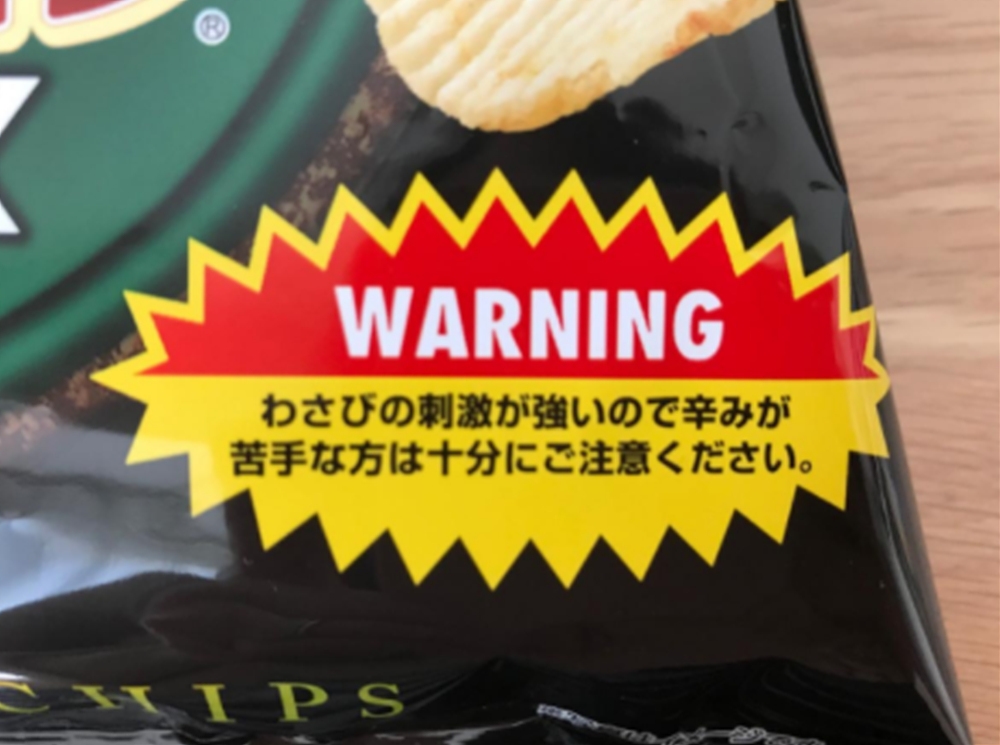 ®
WARNING
わさびの刺激が強いので辛みが
苦手な方は十分にご注意ください。
CHIPS